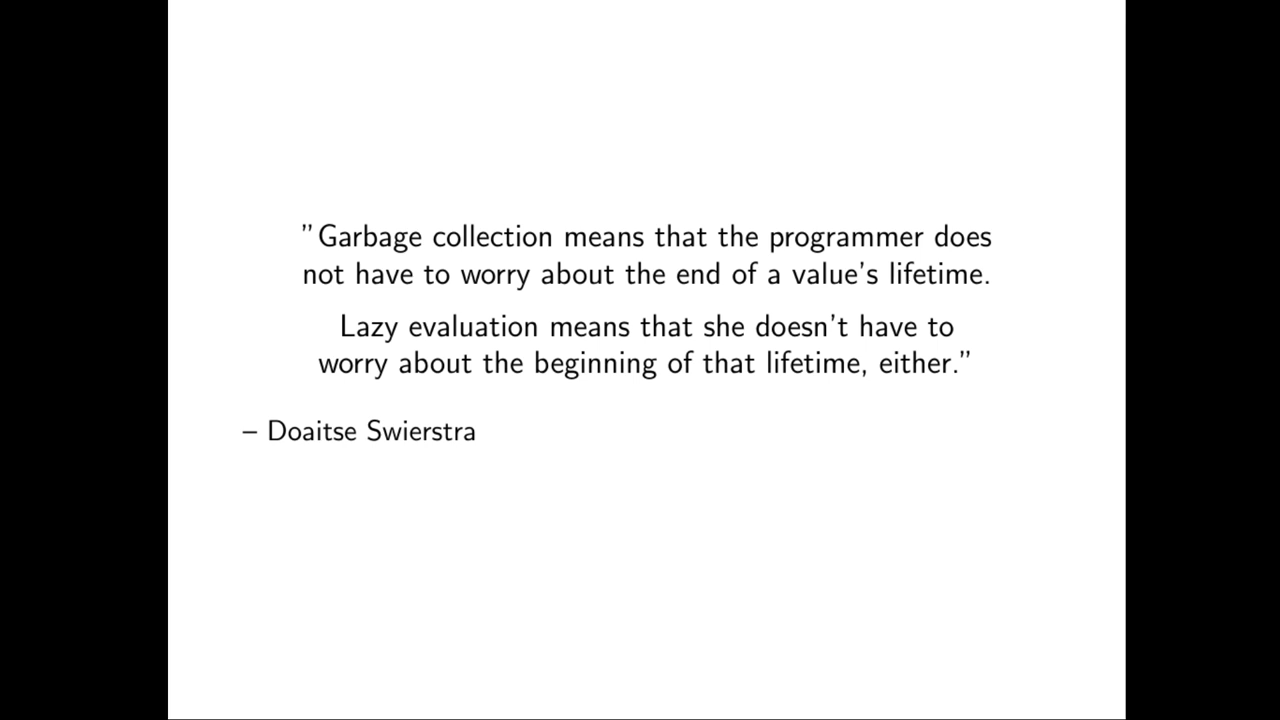 ”Garbage collection means that the programmer does
not have to worry about the end of a value’s lifetime.
Lazy evaluation means that she doesn’t have to
worry about the beginning of that lifetime, either.”
– Doaitse Swierstra